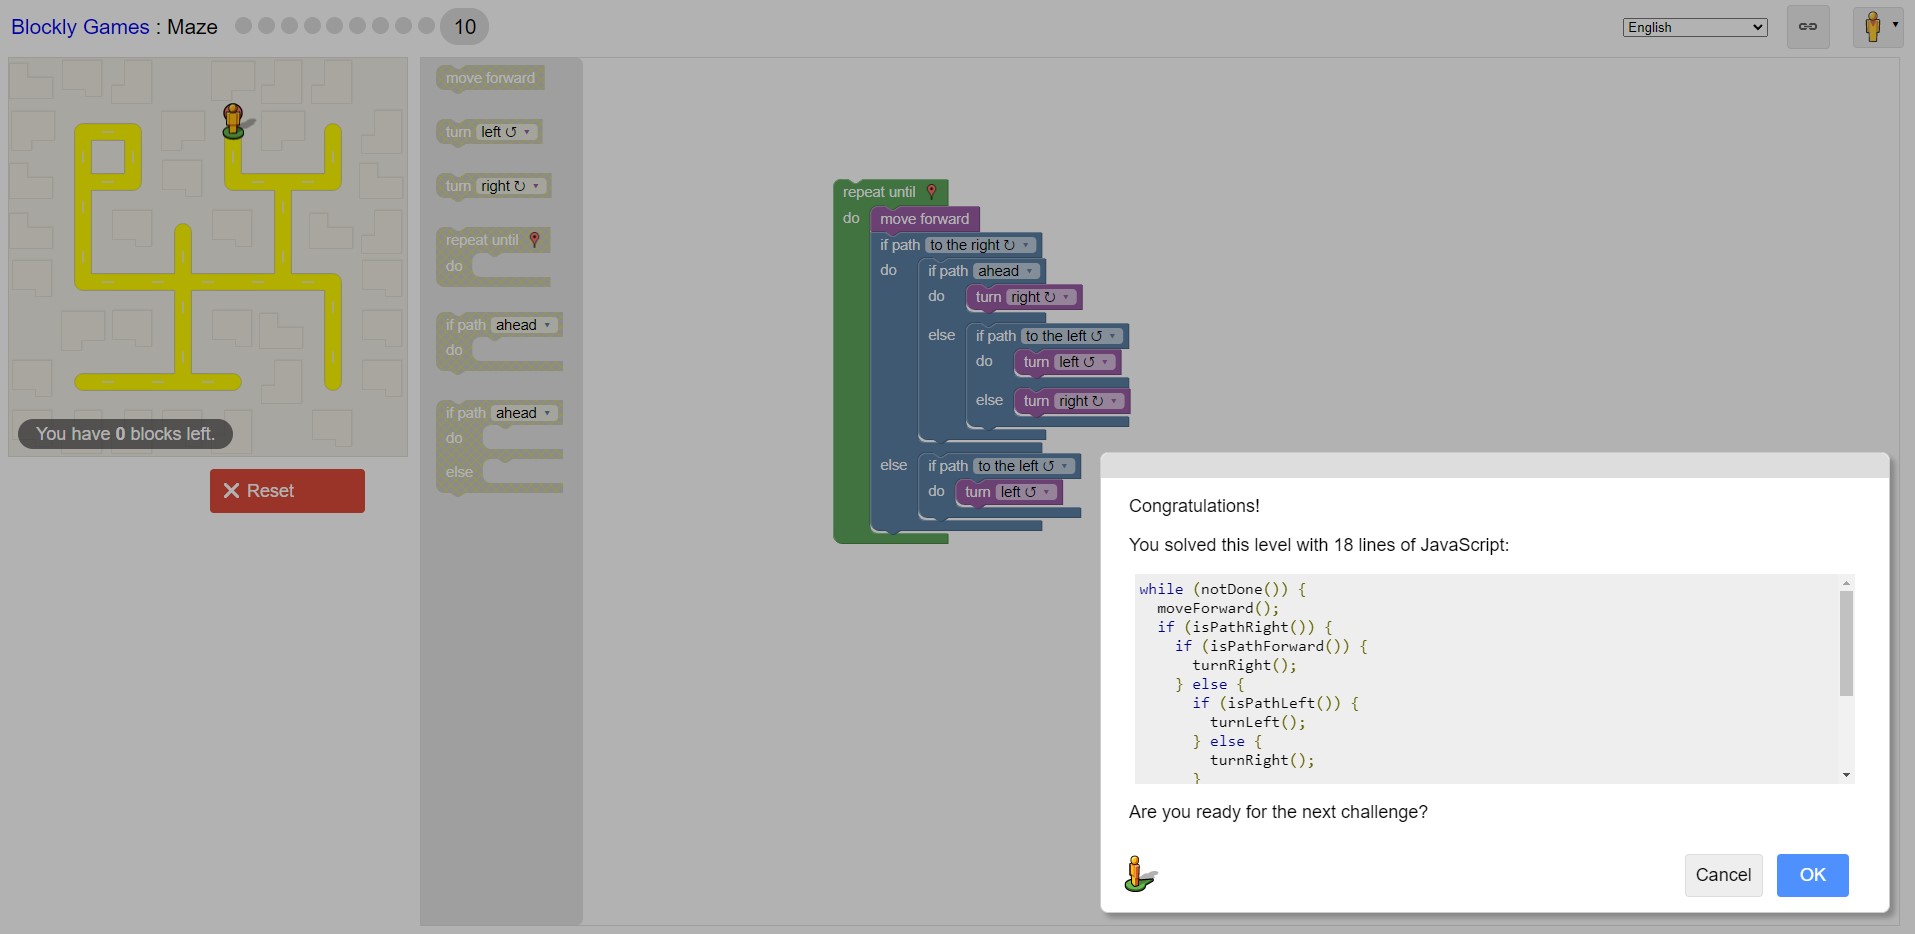 Blockly Games : Maze 10 English
You have 0 blocks left.
Reset
move forward
turn left ↺
turn right ↻
repeat until
do
if path ahead
do
if path ahead
do
else
repeat until
do move forward
if path to the right ↻
do if path ahead
do turn right ↻
else if path to the left ↺
do turn left ↺
else turn right ↻
else if path to the left ↺
do turn left ↺
Congratulations!
You solved this level with 18 lines of JavaScript:
while (notDone()) {
moveForward();
if (isPathRight()) {
if (isPathForward()) {
turnRight();
} else {
if (isPathLeft()) {
turnLeft();
} else {
turnRight();
}
Are you ready for the next challenge?
Cancel OK